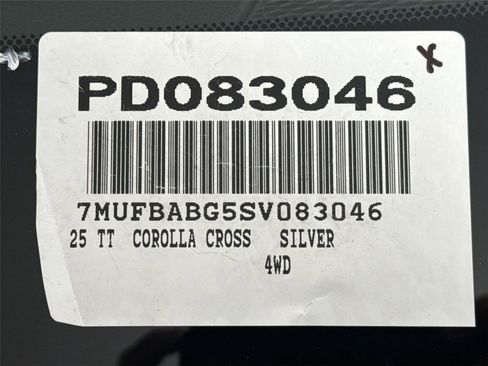 X
PD083046
7MUFBABG5SV083046
25 TT COROLLA CROSS SILVER
4WD